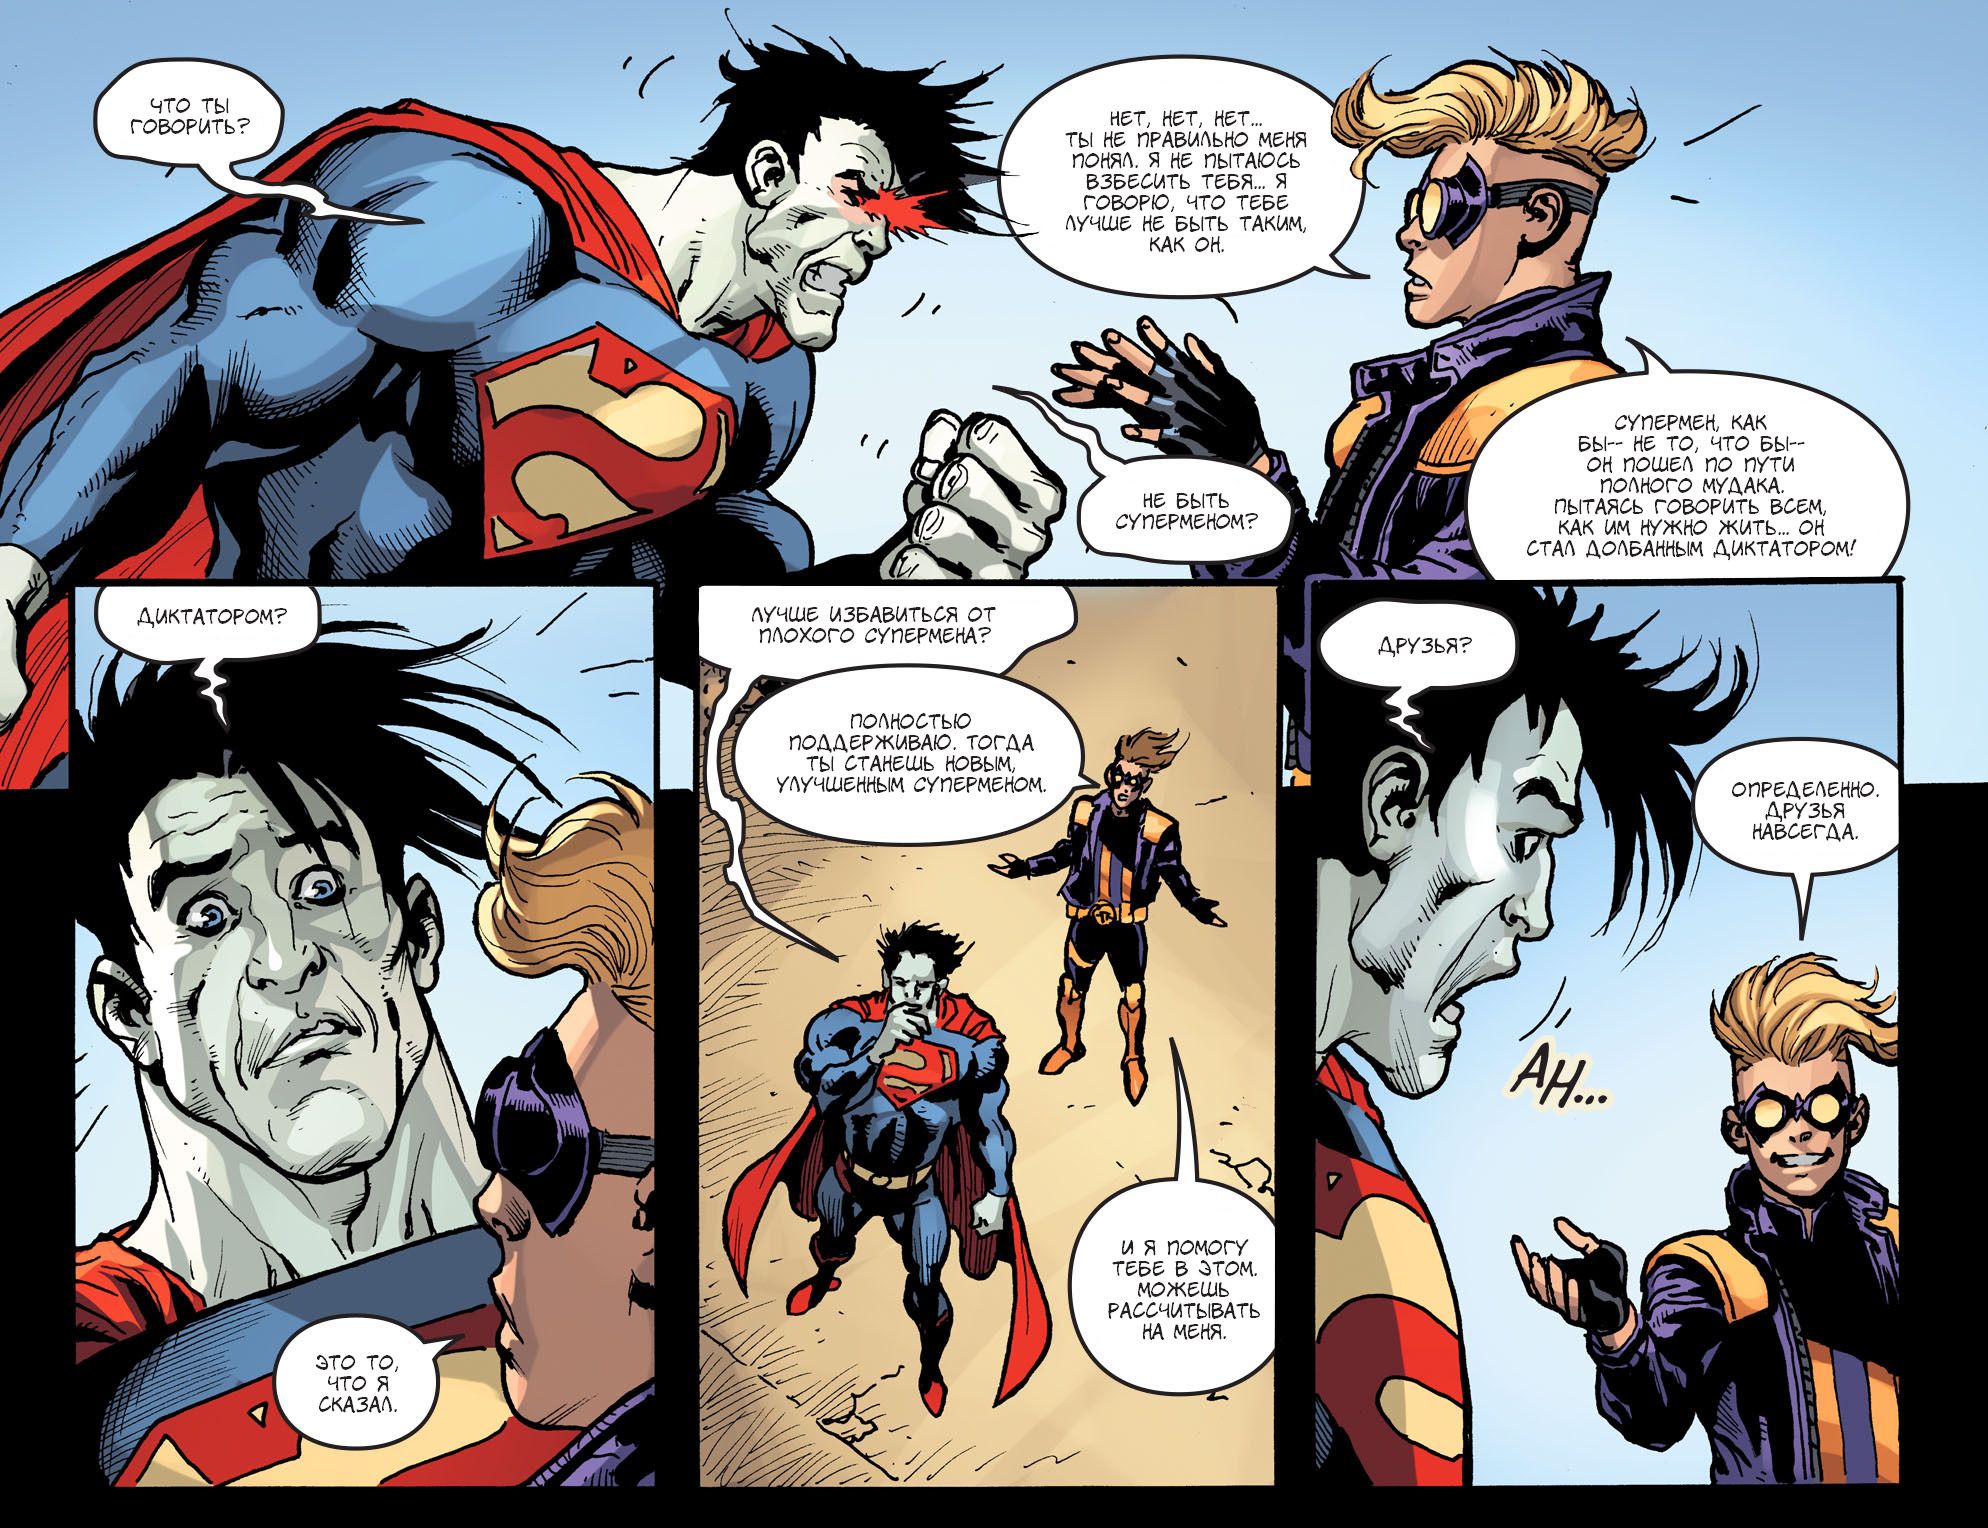 ЧТО ТЫ
ГОВОРИТЬ?
НЕТ, НЕТ, НЕТ...
ТЫ НЕ ПРАВИЛЬНО МЕНЯ
ПОНЯЛ. Я НЕ ПЫТАЮСЬ
ВЗБЕСИТЬ ТЕБЯ... Я
ГОВОРЮ, ЧТО ТЕБЕ
ЛУЧШЕ НЕ БЫТЬ ТАКИМ,
КАК ОН.
НЕ БЫТЬ
СУПЕРМЕНОМ?
СУПЕРМЕН, КАК
БЫ-- НЕ ТО, ЧТО БЫ--
ОН ПОШЕЛ ПО ПУТИ
ПОЛНОГО МУДАКА.
ПЫТАЯСЬ ГОВОРИТЬ ВСЕМ,
КАК ИМ НУЖНО ЖИТЬ... ОН
СТАЛ ДОЛБАННЫМ ДИКТАТОРОМ!
ДИКТАТОРОМ?
ЭТО ТО,
ЧТО Я
СКАЗАЛ.
ЛУЧШЕ ИЗБАВИТЬСЯ ОТ
ПЛОХОГО СУПЕРМЕНА?
ПОЛНОСТЬЮ
ПОДДЕРЖИВАЮ. ТОГДА
ТЫ СТАНЕШЬ НОВЫМ,
УЛУЧШЕННЫМ СУПЕРМЕНОМ.
И Я ПОМОГУ
ТЕБЕ В ЭТОМ.
МОЖЕШЬ
РАССЧИТЫВАТЬ
НА МЕНЯ.
ДРУЗЬЯ?
ОПРЕДЕЛЕННО.
ДРУЗЬЯ
НАВСЕГДА.
АН...